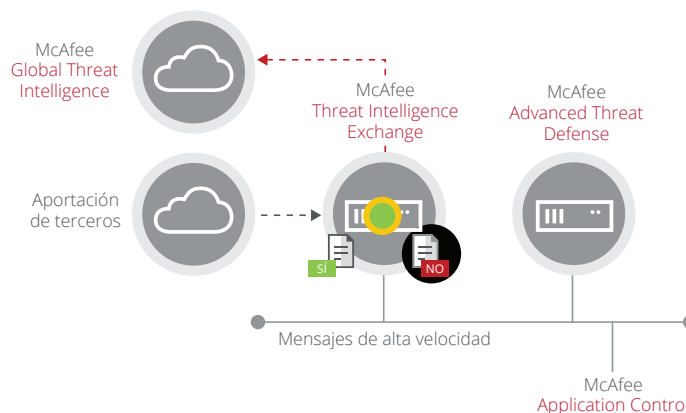 McAfee
Global Threat
Intelligence
McAfee
Threat Intelligence
Exchange
McAfee
Advanced Threat
Defense
Aportación
de terceros
SÍ
NO
Mensajes de alta velocidad
McAfee
Application Contro